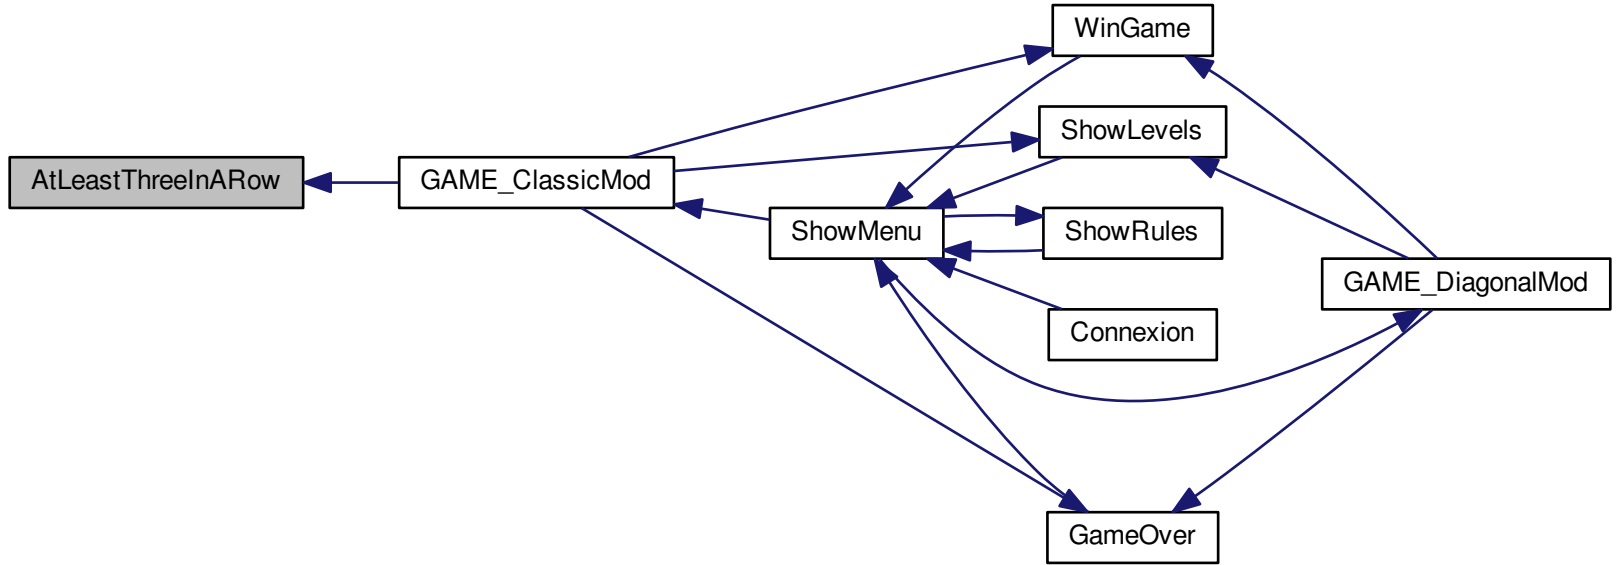 WinGame
ShowLevels
AtLeastThreeInARow
GAME_ClassicMod
ShowMenu
ShowRules
GAME_DiagonalMod
Connexion
GameOver